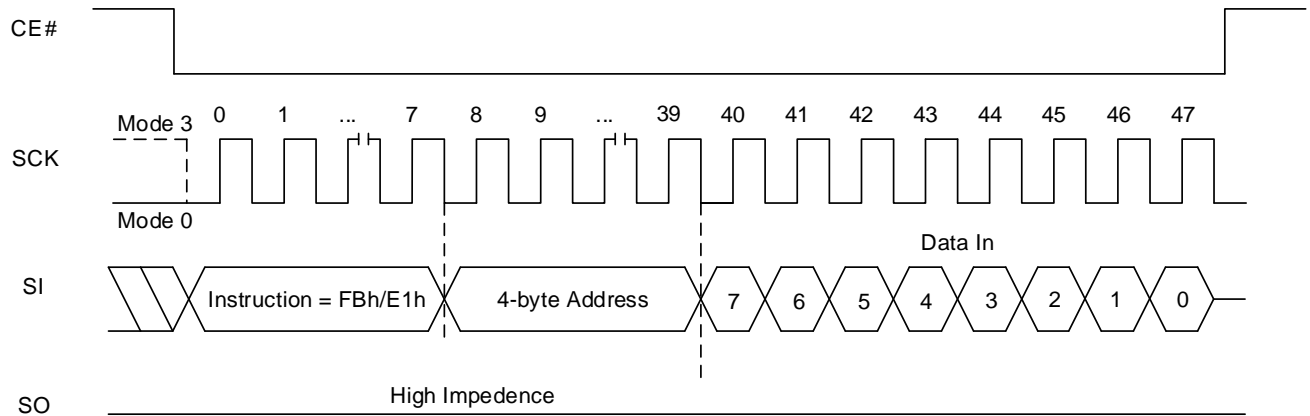 CE#
0 1 ... 7 8 9 ... 39 40 41 42 43 44 45 46 47
Mode 3
SCK
Mode 0
Data In
SI
Instruction = FBh/E1h
4-byte Address
7 6 5 4 3 2 1 0
High Impedence
SO